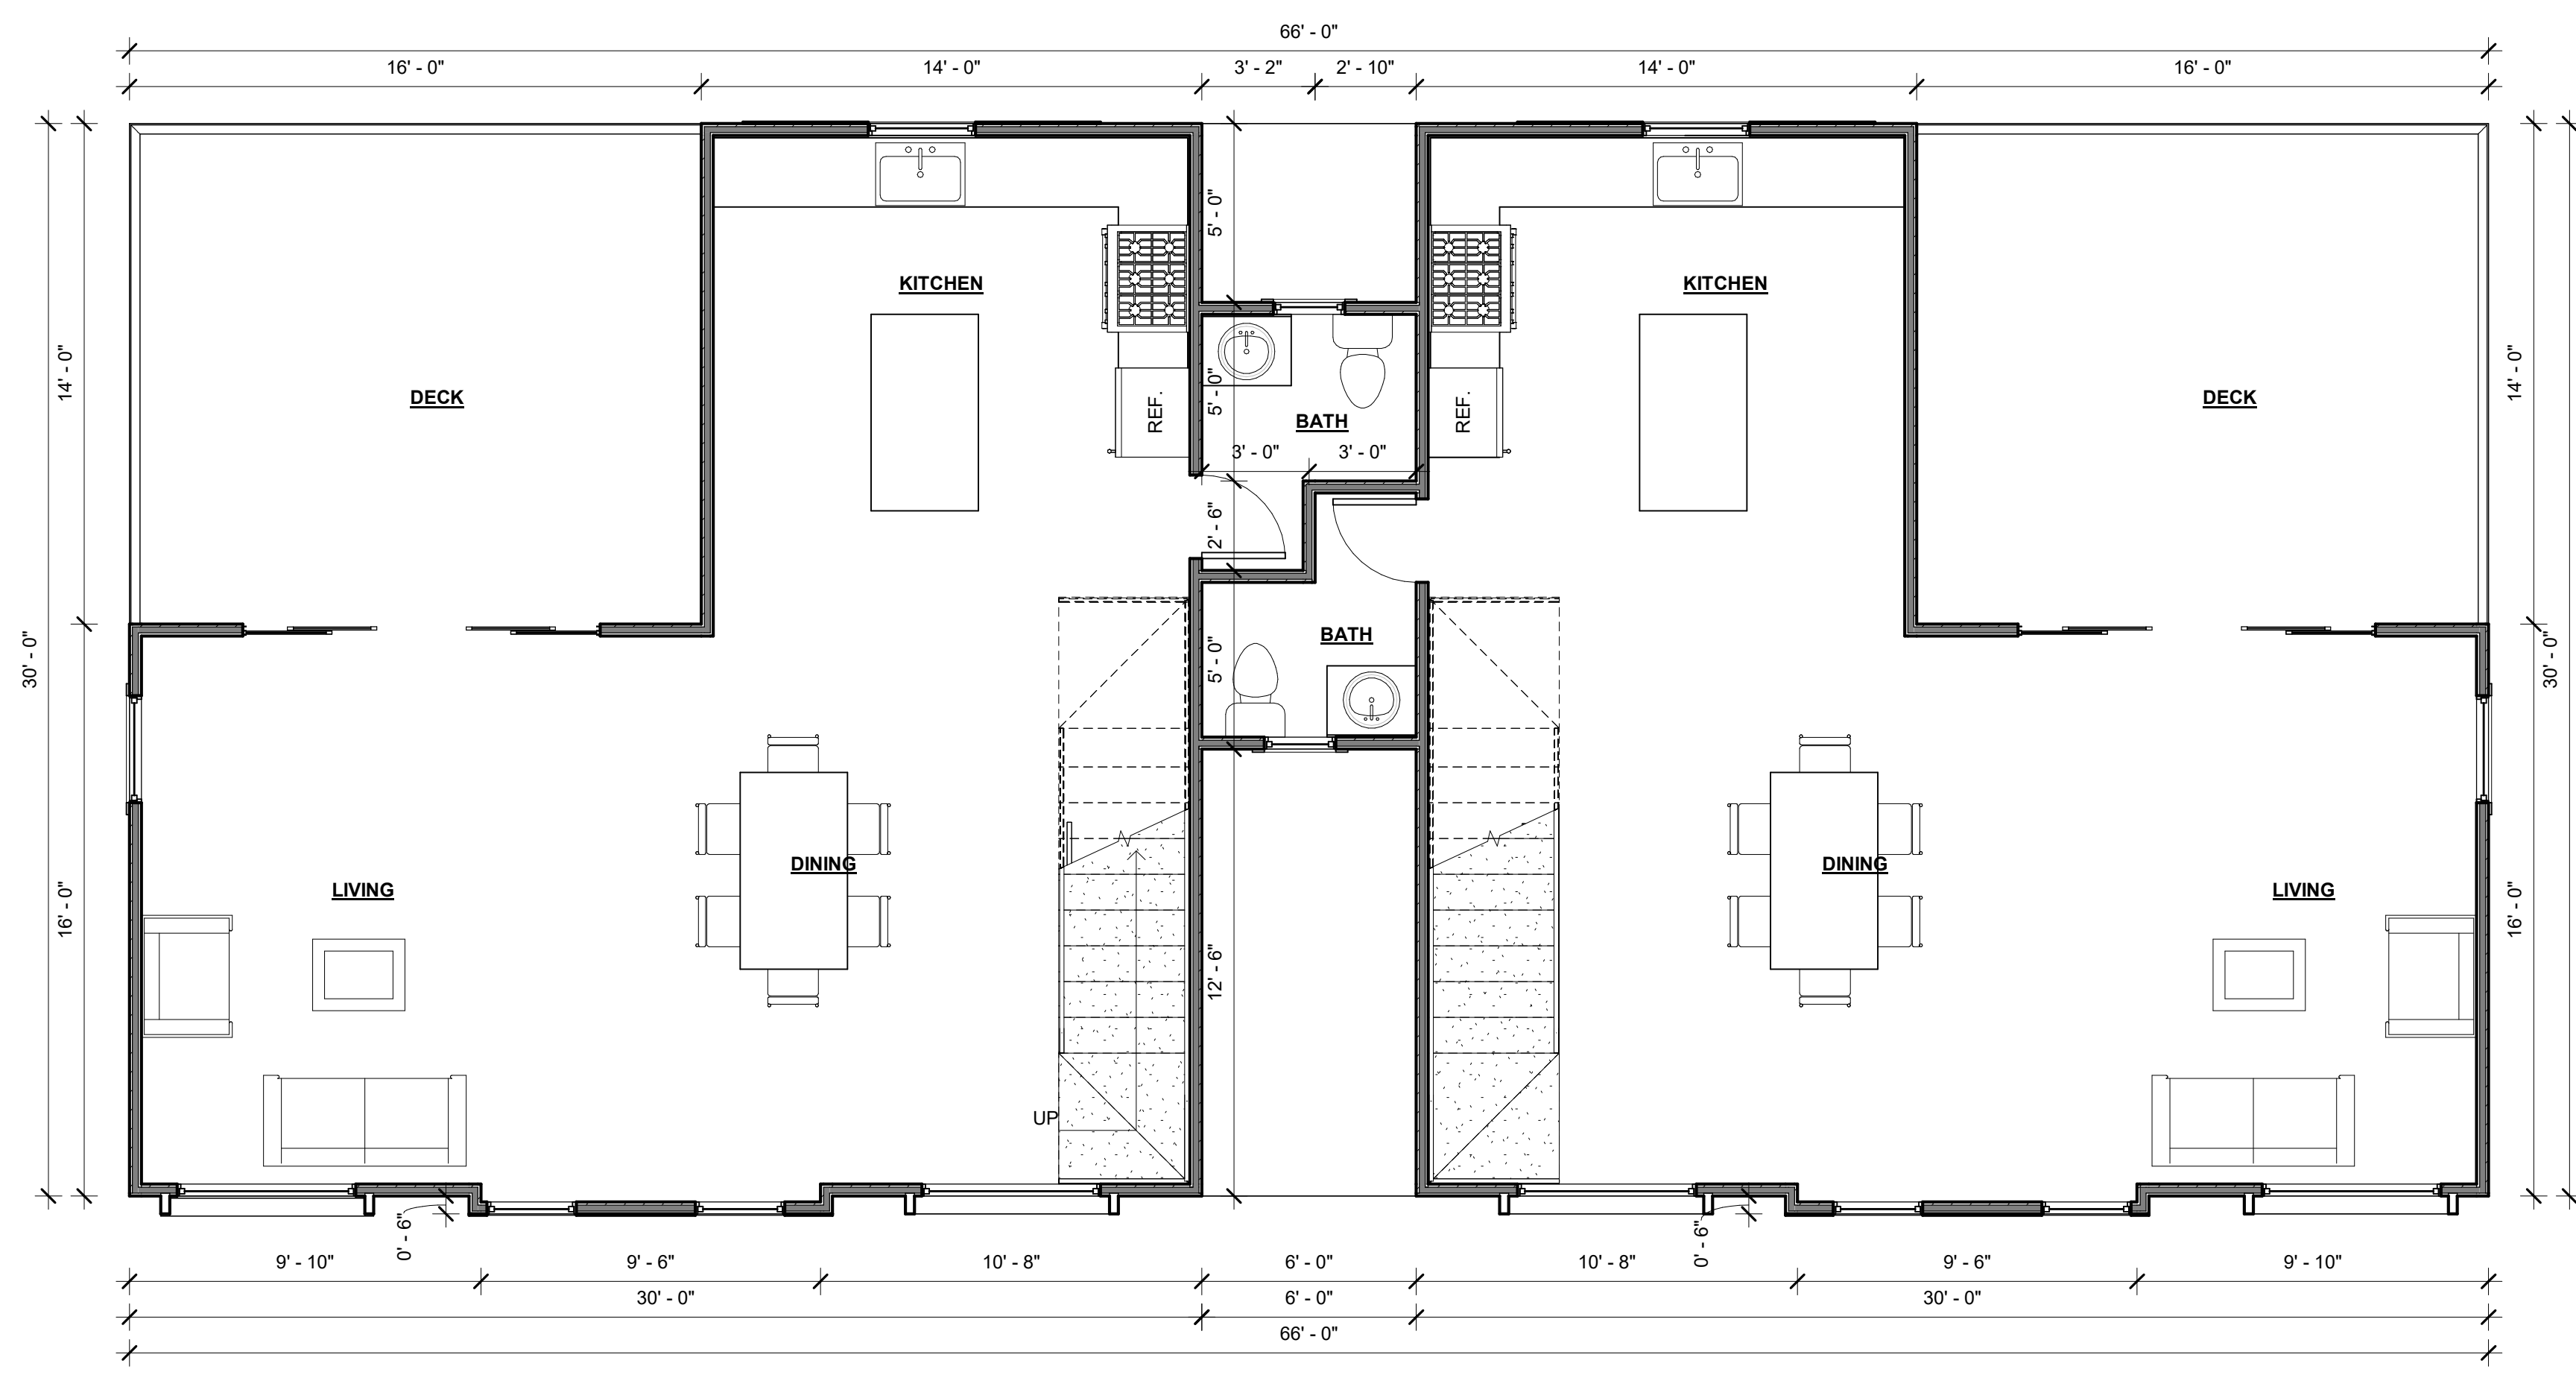 66' - 0"
16' - 0"
14' - 0"
3' - 2"
2' - 10"
14' - 0"
16' - 0"
5' - 0"
KITCHEN
KITCHEN
14' - 0"
14' - 0"
DECK
DECK
REF.
5' - 0"
REF.
BATH
3' - 0"
3' - 0"
2' - 6"
30' - 0"
BATH
5' - 0"
30' - 0"
DINING
DINING
LIVING
LIVING
16' - 0"
16' - 0"
12' - 6"
UP
0' - 6"
0' - 6"
9' - 10"
9' - 6"
10' - 8"
6' - 0"
10' - 8"
9' - 6"
9' - 10"
30' - 0"
6' - 0"
30' - 0"
66' - 0"